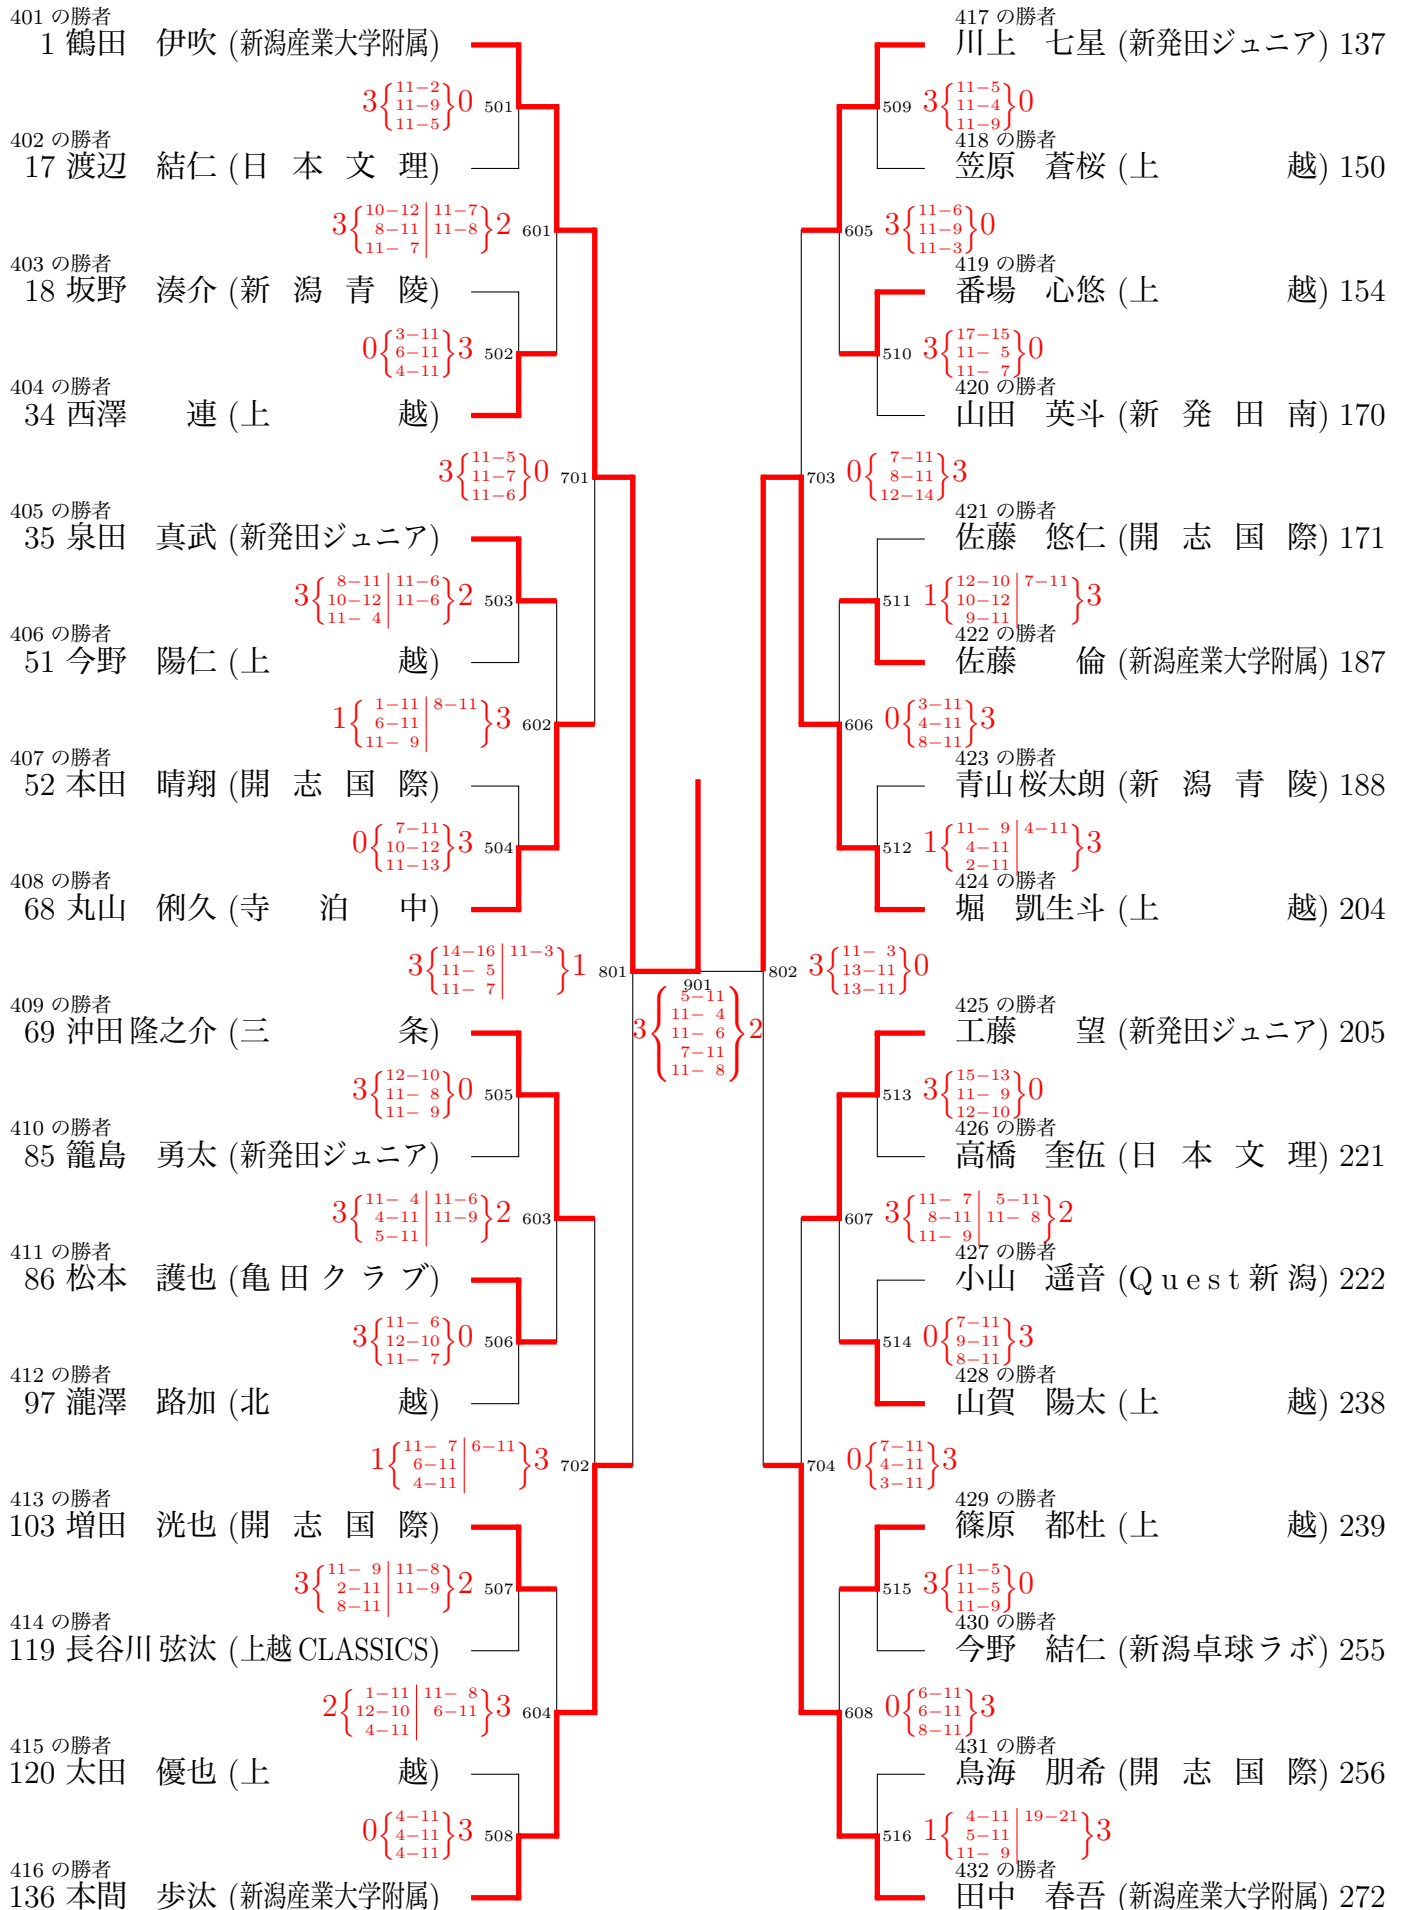 401 の勝者
1 鶴田 伊吹 (新潟産業大学附属)
3{11−2 11−9 11−5}0 501
402 の勝者
17 渡辺 結仁 (日本文理)
3{10−12 8−11 11−7 | 11−7 11−8}2 601
403 の勝者
18 坂野 湊介 (新潟青陵)
0{3−11 6−11 4−11}3 502
404 の勝者
34 西澤 連 (上越)
3{11−5 11−7 11−6}0 701
405 の勝者
35 泉田 真武 (新発田ジュニア)
3{8−11 10−12 11−4 | 11−6 11−6}2 503
406 の勝者
51 今野 陽仁 (上越)
1{1−11 6−11 11−9 | 8−11}3 602
407 の勝者
52 本田 晴翔 (開志国際)
0{7−11 10−12 11−13}3 504
408 の勝者
68 丸山 俐久 (寺泊中)
3{14−16 11−5 11−7 | 11−3}1 801
409 の勝者
69 沖田隆之介 (三条)
3{12−10 11−8 11−9}0 505
410 の勝者
85 籠島 勇太 (新発田ジュニア)
3{11−4 4−11 5−11 | 11−6 11−9}2 603
411 の勝者
86 松本 護也 (亀田クラブ)
3{11−6 12−10 11−7}0 506
412 の勝者
97 瀧澤 路加 (北越)
1{11−7 6−11 4−11 | 6−11}3 702
413 の勝者
103 増田 洸也 (開志国際)
3{11−9 2−11 8−11 | 11−8 11−9}2 507
414 の勝者
119 長谷川弦汰 (上越CLASSICS)
2{1−11 12−10 4−11 | 11−8 6−11}3 604
415 の勝者
120 太田 優也 (上越)
0{4−11 4−11 4−11}3 508
416 の勝者
136 本間 歩汰 (新潟産業大学附属)
901
3{5−11 11−4 11−6 7−11 11−8}2
417 の勝者
川上 七星 (新発田ジュニア) 137
509 3{11−5 11−4 11−9}0
418 の勝者
笠原 蒼桜 (上越) 150
605 3{11−6 11−9 11−3}0
419 の勝者
番場 心悠 (上越) 154
510 3{17−15 11−5 11−7}0
420 の勝者
山田 英斗 (新発田南) 170
703 0{7−11 8−11 12−14}3
421 の勝者
佐藤 悠仁 (開志国際) 171
511 1{12−10 10−12 9−11 | 7−11}3
422 の勝者
佐藤 倫 (新潟産業大学附属) 187
606 0{3−11 4−11 8−11}3
423 の勝者
青山桜太朗 (新潟青陵) 188
512 1{11−9 4−11 2−11 | 4−11}3
424 の勝者
堀 凱生斗 (上越) 204
802 3{11−3 13−11 13−11}0
425 の勝者
工藤 望 (新発田ジュニア) 205
513 3{15−13 11−9 12−10}0
426 の勝者
高橋 奎伍 (日本文理) 221
607 3{11−7 8−11 11−9 | 5−11 11−8}2
427 の勝者
小山 遥音 (Quest新潟) 222
514 0{7−11 9−11 8−11}3
428 の勝者
山賀 陽太 (上越) 238
704 0{7−11 4−11 3−11}3
429 の勝者
篠原 都杜 (上越) 239
515 3{11−5 11−5 11−9}0
430 の勝者
今野 結仁 (新潟卓球ラボ) 255
608 0{6−11 6−11 8−11}3
431 の勝者
鳥海 朋希 (開志国際) 256
516 1{4−11 5−11 11−9 | 19−21}3
432 の勝者
田中 春吾 (新潟産業大学附属) 272